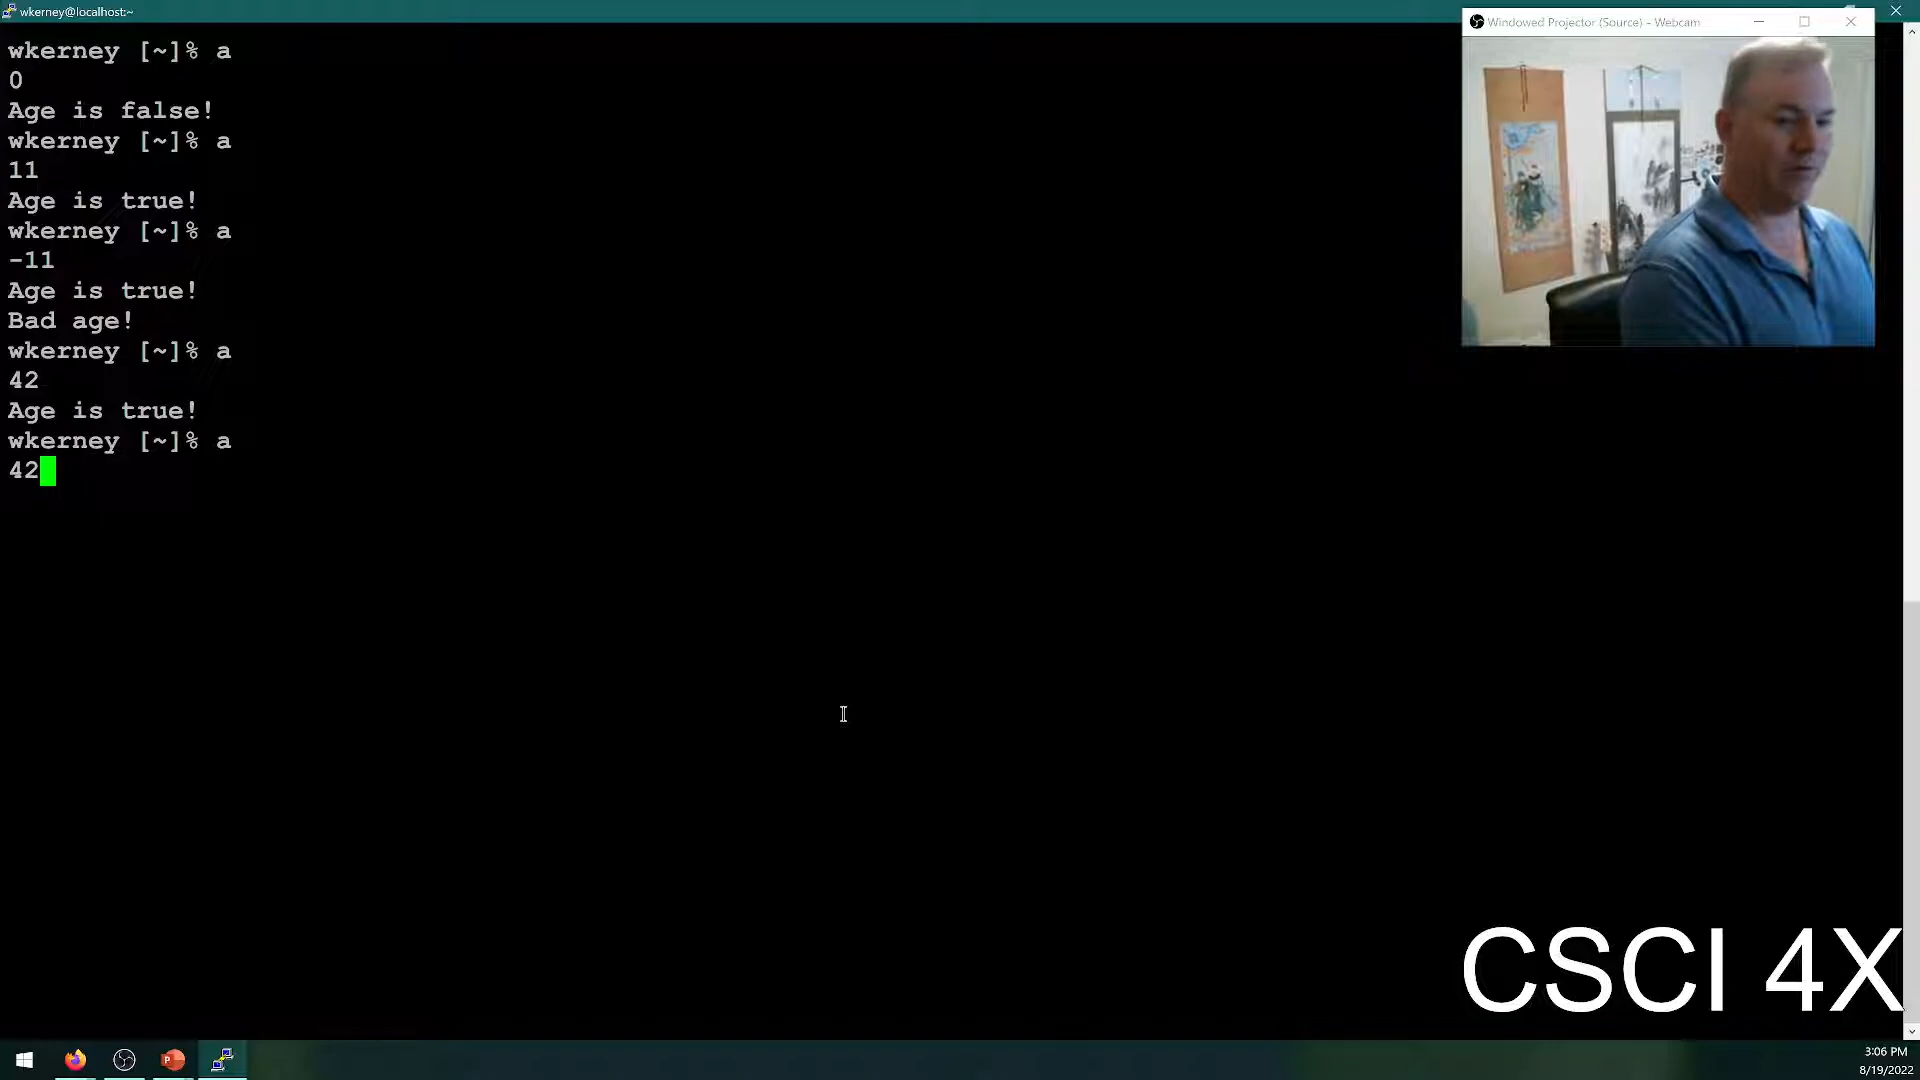 wkerney@localhost:~
Windowed Projector (Source) - Webcam
wkerney [~]% a
0
Age is false!
wkerney [~]% a
11
Age is true!
wkerney [~]% a
-11
Age is true!
Bad age!
wkerney [~]% a
42
Age is true!
wkerney [~]% a
42
CSCI 4X
3:06 PM
8/19/2022